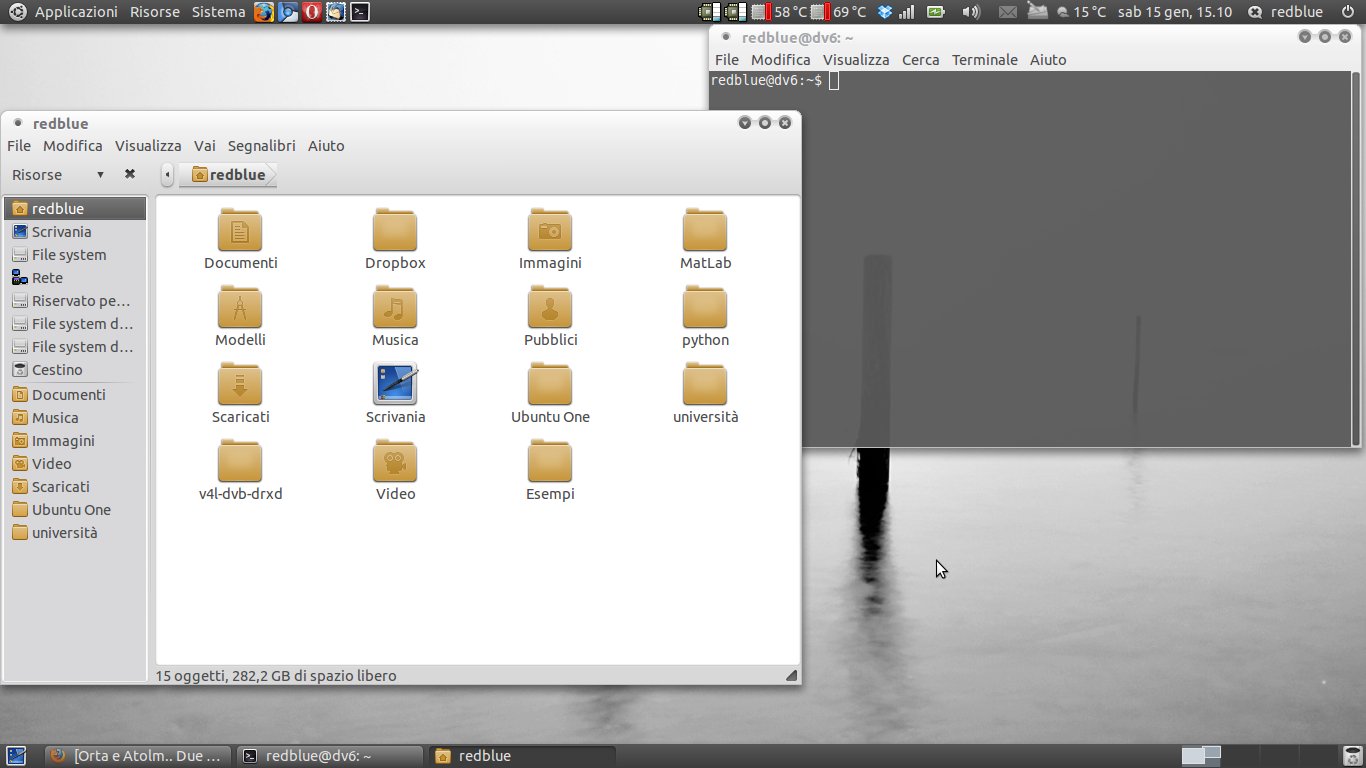 Applicazioni Risorse Sistema 58 °C 69 °C 15 °C sab 15 gen, 15.10 redblue
redblue@dv6: ~
File Modifica Visualizza Cerca Terminale Aiuto
redblue@dv6:~$
redblue
File Modifica Visualizza Vai Segnalibri Aiuto
Risorse
redblue
redblue
Scrivania
File system
Rete
Riservato pe...
File system d...
File system d...
Cestino
Documenti
Musica
Immagini
Video
Scaricati
Ubuntu One
università
Documenti Dropbox Immagini MatLab
Modelli Musica Pubblici python
Scaricati Scrivania Ubuntu One università
v4l-dvb-drxd Video Esempi
15 oggetti, 282,2 GB di spazio libero
[Orta e Atolm.. Due ... redblue@dv6: ~ redblue